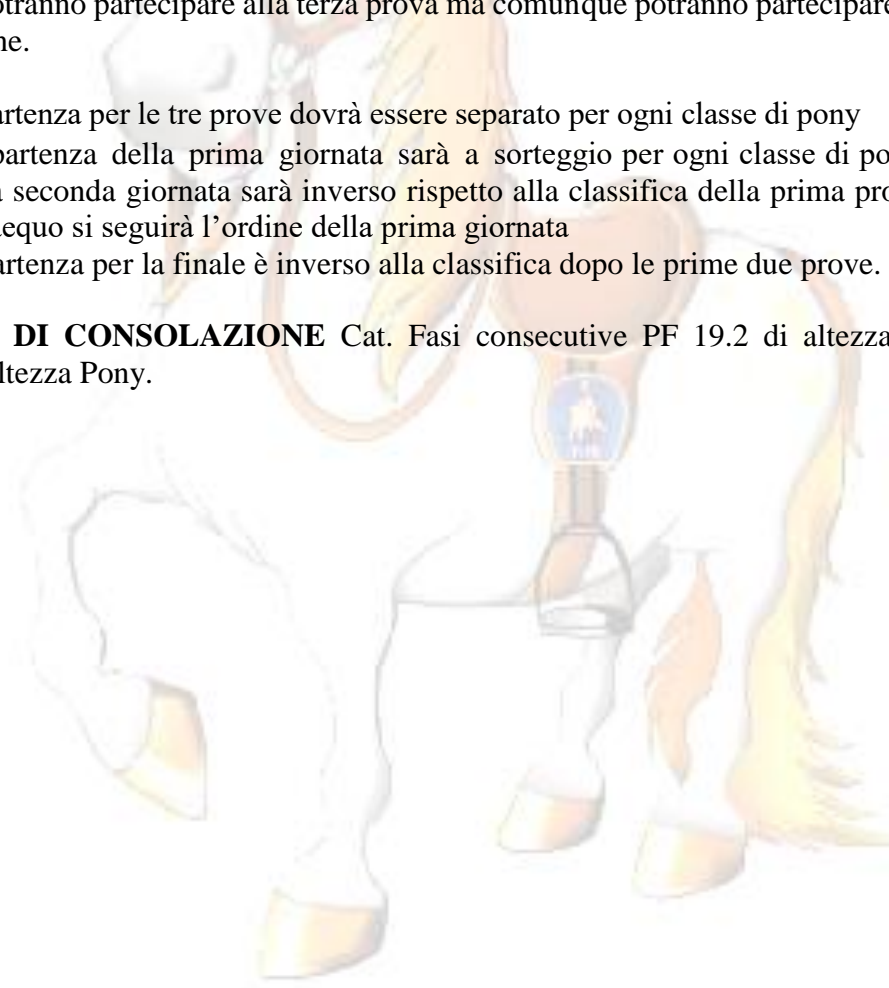 otranno partecipare alla terza prova ma comunque potranno partecipare
ne.
artenza per le tre prove dovrà essere separato per ogni classe di pony
partenza della prima giornata sarà a sorteggio per ogni classe di po
a seconda giornata sarà inverso rispetto alla classifica della prima pro
aequo si seguirà l’ordine della prima giornata
artenza per la finale è inverso alla classifica dopo le prime due prove.
DI CONSOLAZIONE Cat. Fasi consecutive PF 19.2 di altezza
ltezza Pony.